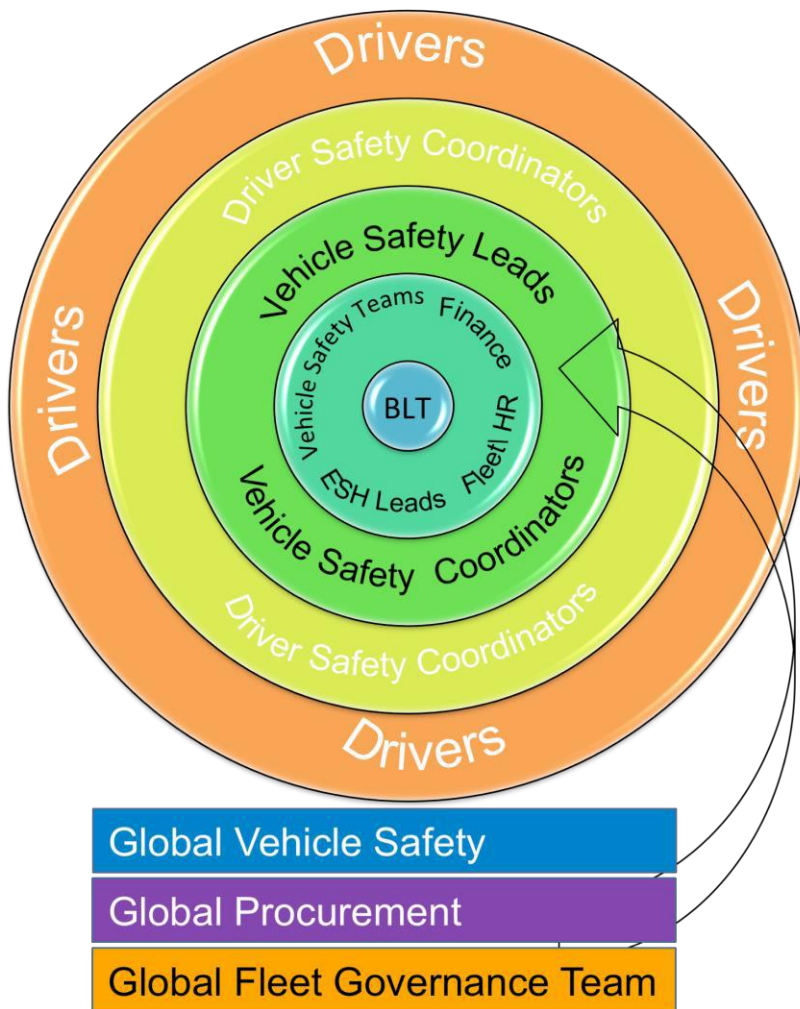 Drivers
Driver Safety Coordinators
Vehicle Safety Leads
Vehicle Safety Teams
Finance
Drivers
BLT
Drivers
Fleet\ HR
ESH Leads
Vehicle Safety Coordinators
Driver Safety Coordinators
Drivers
Global Vehicle Safety
Global Procurement
Global Fleet Governance Team